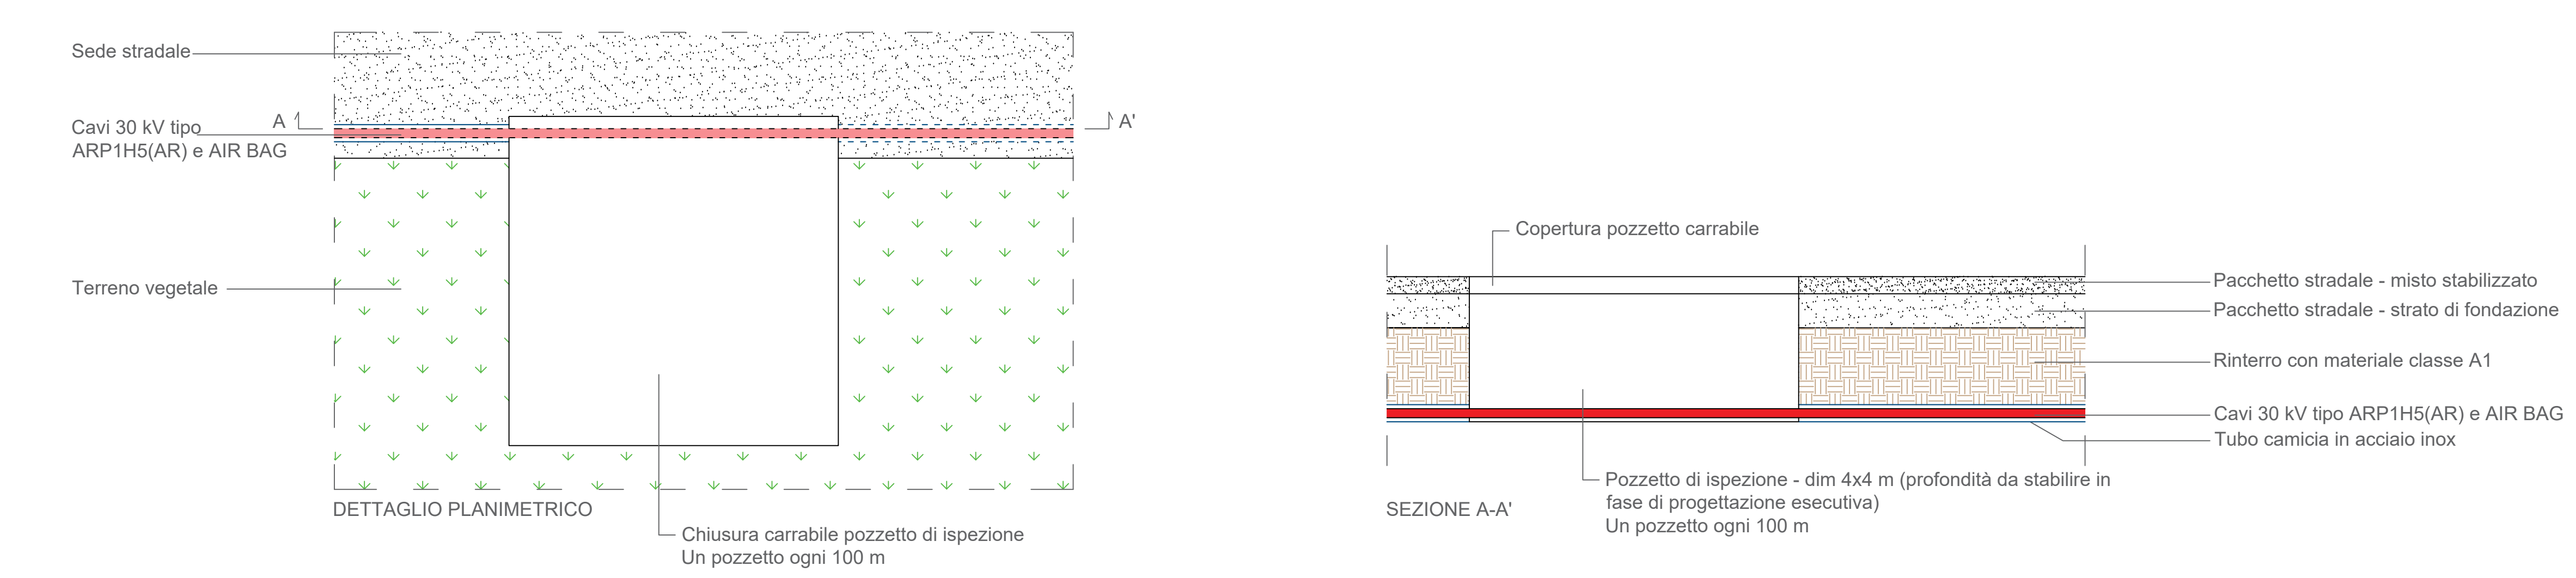 Sede stradale
Cavi 30 kV tipo
ARP1H5(AR) e AIR BAG
A
A'
Terreno vegetale
DETTAGLIO PLANIMETRICO
Chiusura carrabile pozzetto di ispezione
Un pozzetto ogni 100 m
Copertura pozzetto carrabile
Pacchetto stradale - misto stabilizzato
Pacchetto stradale - strato di fondazione
Rinterro con materiale classe A1
Cavi 30 kV tipo ARP1H5(AR) e AIR BAG
Tubo camicia in acciaio inox
Pozzetto di ispezione - dim 4x4 m (profondità da stabilire in
fase di progettazione esecutiva)
Un pozzetto ogni 100 m
SEZIONE A-A'